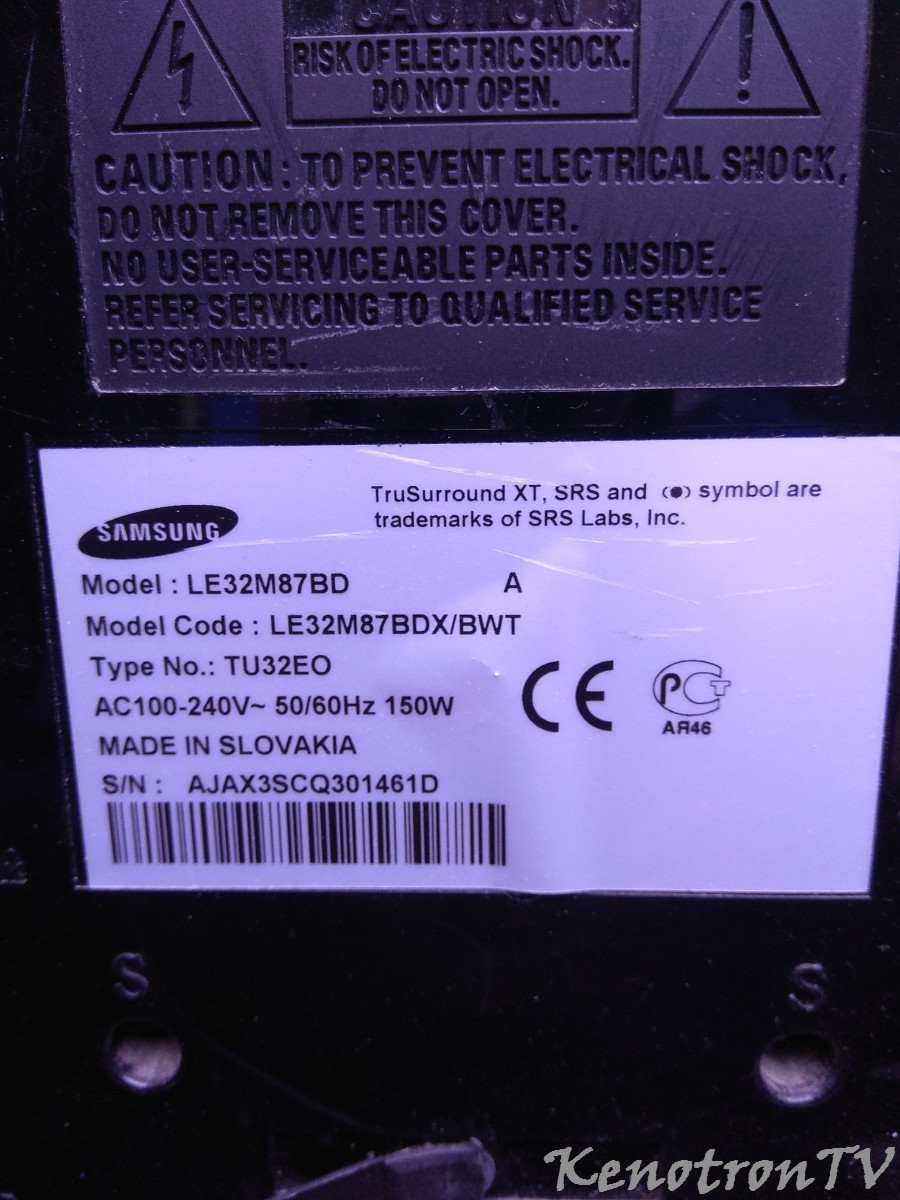 CAUTION
RISK OF ELECTRIC SHOCK.
DO NOT OPEN.
CAUTION : TO PREVENT ELECTRICAL SHOCK,
DO NOT REMOVE THIS COVER.
NO USER-SERVICEABLE PARTS INSIDE.
REFER SERVICING TO QUALIFIED SERVICE
PERSONNEL.
TruSurround XT, SRS and (●) symbol are
trademarks of SRS Labs, Inc.
SAMSUNG
Model : LE32M87BD A
Model Code : LE32M87BDX/BWT
Type No.: TU32EO
AC100-240V~ 50/60Hz 150W
CE
РСТ
АЯ46
MADE IN SLOVAKIA
S/N : AJAX3SCQ301461D
S
S
KenotronTV